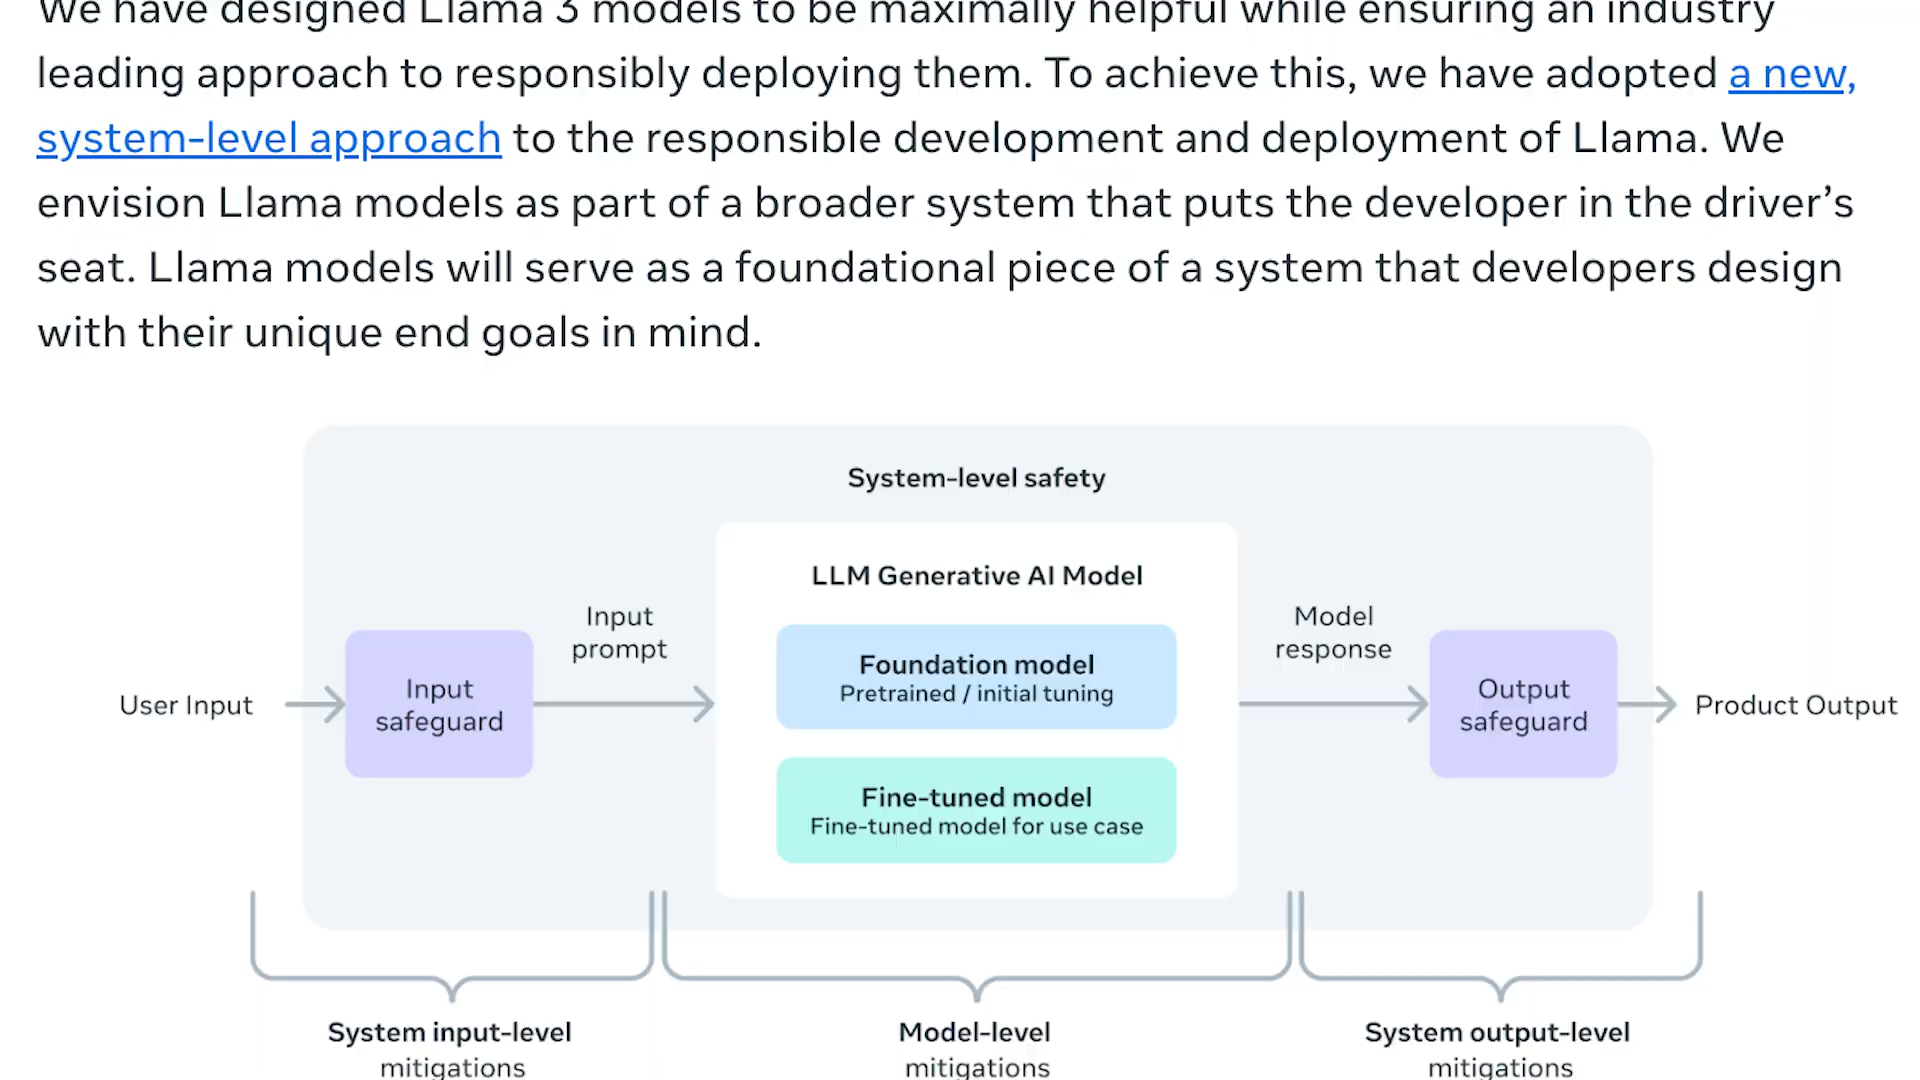 We have designed Llama 3 models to be maximally helpful while ensuring an industry
leading approach to responsibly deploying them. To achieve this, we have adopted a new,
system-level approach to the responsible development and deployment of Llama. We
envision Llama models as part of a broader system that puts the developer in the driver’s
seat. Llama models will serve as a foundational piece of a system that developers design
with their unique end goals in mind.
System-level safety
LLM Generative AI Model
User Input
Input
safeguard
Input
prompt
Foundation model
Pretrained / initial tuning
Fine-tuned model
Fine-tuned model for use case
Model
response
Output
safeguard
Product Output
System input-level
mitigations
Model-level
mitigations
System output-level
mitigations